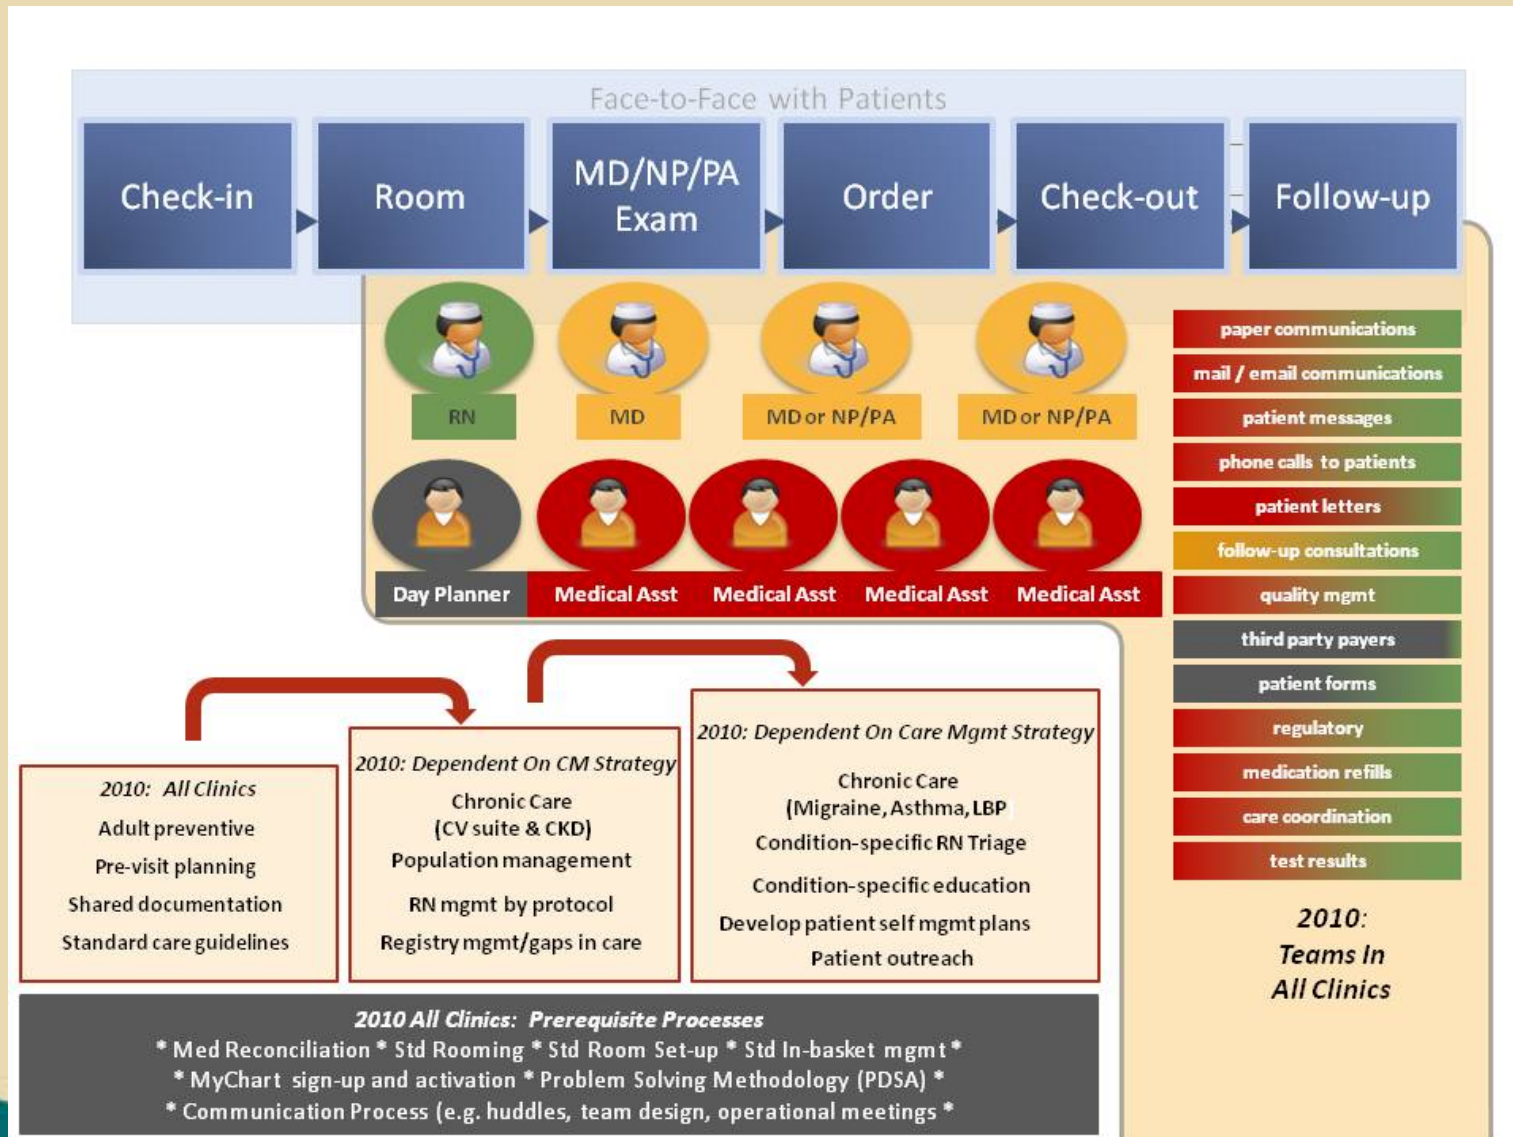 Face-to-Face with Patients
Check-in
Room
MD/NP/PA
Exam
Order
Check-out
Follow-up
RN
MD
MD or NP/PA
MD or NP/PA
Day Planner
Medical Asst
Medical Asst
Medical Asst
Medical Asst
paper communications
mail / email communications
patient messages
phone calls to patients
patient letters
follow-up consultations
quality mgmt
third party payers
patient forms
regulatory
medication refills
care coordination
test results
2010:
Teams In
All Clinics
2010: All Clinics
Adult preventive
Pre-visit planning
Shared documentation
Standard care guidelines
2010: Dependent On CM Strategy
Chronic Care
(CV suite & CKD)
Population management
RN mgmt by protocol
Registry mgmt/gaps in care
2010: Dependent On Care Mgmt Strategy
Chronic Care
(Migraine, Asthma, LBP)
Condition-specific RN Triage
Condition-specific education
Develop patient self mgmt plans
Patient outreach
2010 All Clinics: Prerequisite Processes
* Med Reconciliation * Std Rooming * Std Room Set-up * Std In-basket mgmt *
* MyChart sign-up and activation * Problem Solving Methodology (PDSA) *
* Communication Process (e.g. huddles, team design, operational meetings *